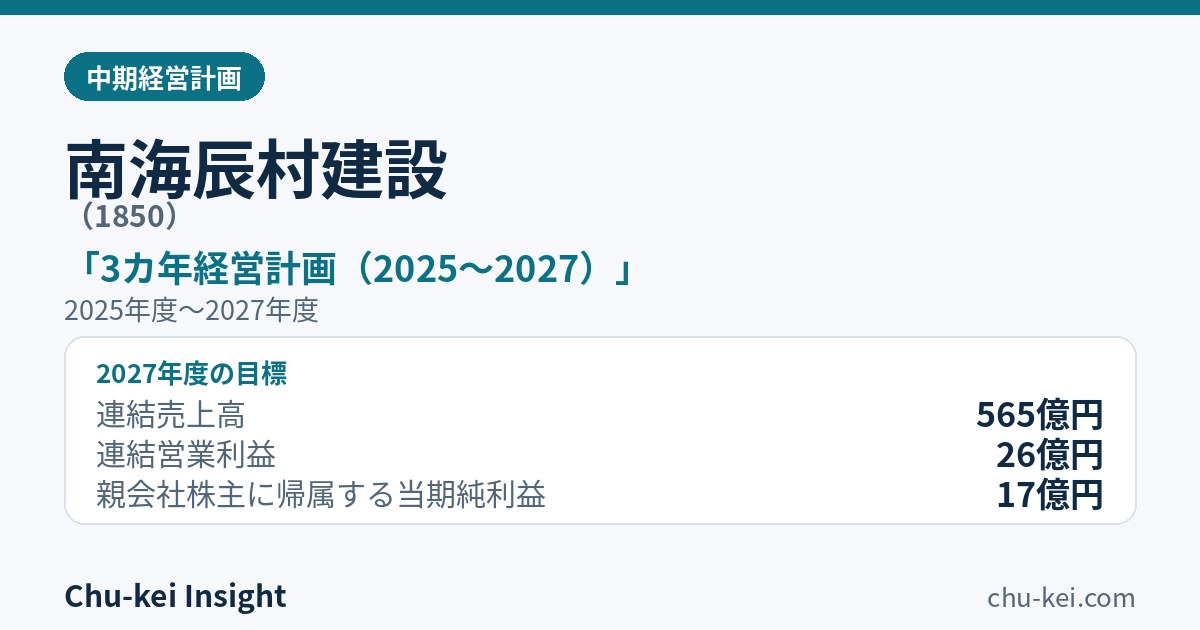 中期経営計画
南海辰村建設
（1850）
「3カ年経営計画（2025～2027）」
2025年度～2027年度
2027年度の目標
連結売上高 565億円
連結営業利益 26億円
親会社株主に帰属する当期純利益 17億円
Chu-kei Insight chu-kei.com